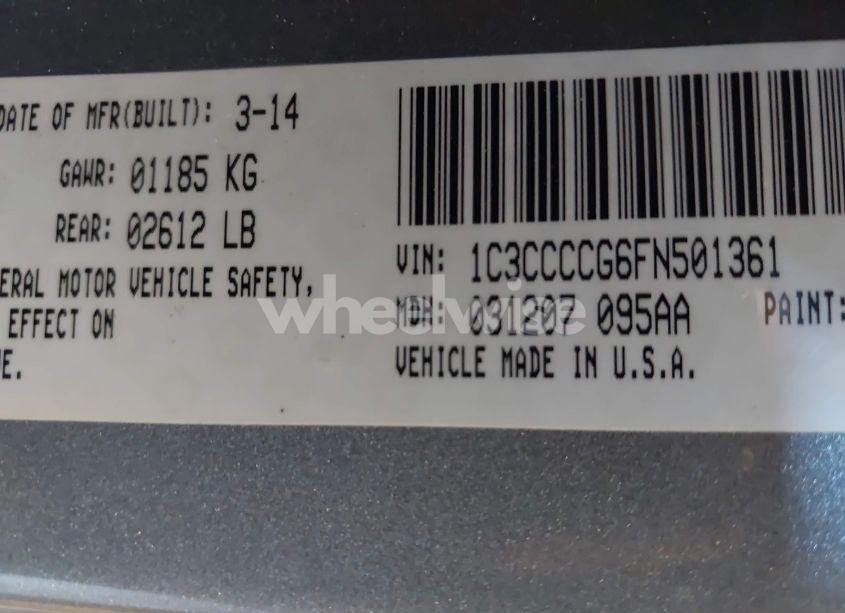 DATE OF MFR(BUILT): 3-14
GAWR: 01185 KG
REAR: 02612 LB
ERAL MOTOR VEHICLE SAFETY,
EFFECT ON
E.
VIN: 1C3CCCCG6FN501361
MDH: 031207 095AA PAINT:
VEHICLE MADE IN U.S.A.
wheelwise